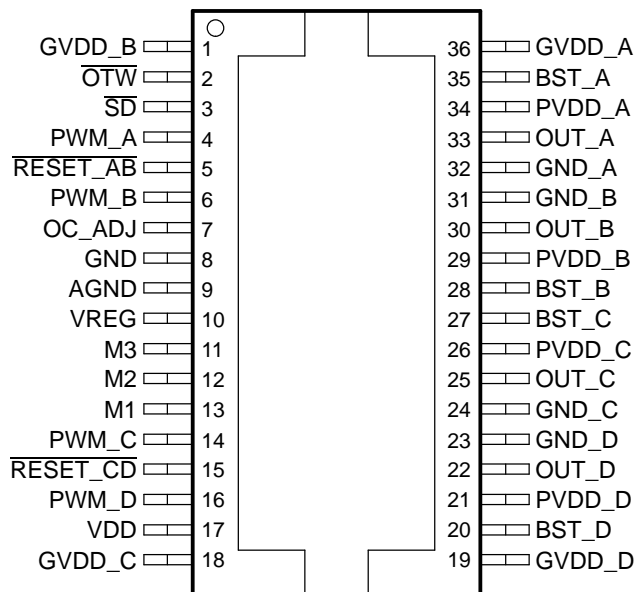 GVDD_B 1 36 GVDD_A
OTW 2 35 BST_A
SD 3 34 PVDD_A
PWM_A 4 33 OUT_A
RESET_AB 5 32 GND_A
PWM_B 6 31 GND_B
OC_ADJ 7 30 OUT_B
GND 8 29 PVDD_B
AGND 9 28 BST_B
VREG 10 27 BST_C
M3 11 26 PVDD_C
M2 12 25 OUT_C
M1 13 24 GND_C
PWM_C 14 23 GND_D
RESET_CD 15 22 OUT_D
PWM_D 16 21 PVDD_D
VDD 17 20 BST_D
GVDD_C 18 19 GVDD_D